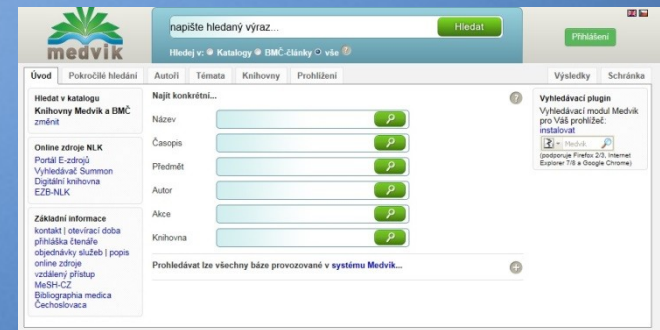 medvik
napište hledaný výraz...
Hledat
Hledej v: Katalogy BMČ-články vše
Přihlášení
Úvod Pokročilé hledání Autoři Témata Knihovny Prohlížení Výsledky Schránka
Hledat v katalogu
Knihovny Medvik a BMČ
změnit
Online zdroje NLK
Portál E-zdrojů
Vyhledávač Summon
Digitální knihovna
EZB-NLK
Základní informace
kontakt | otevírací doba
přihláška čtenáře
objednávky služeb | popis
online zdroje
vzdálený přístup
MeSH-CZ
Bibliographia medica
Čechoslovaca
Najít konkrétní...
Název
Časopis
Předmět
Autor
Akce
Knihovna
Prohledávat lze všechny báze provozované v systému Medvik...
Vyhledávací plugin
Vyhledávací modul Medvik
pro Váš prohlížeč:
instalovat
Medvik
(podporuje Firefox 2/3, Internet
Explorer 7/8 a Google Chrome)